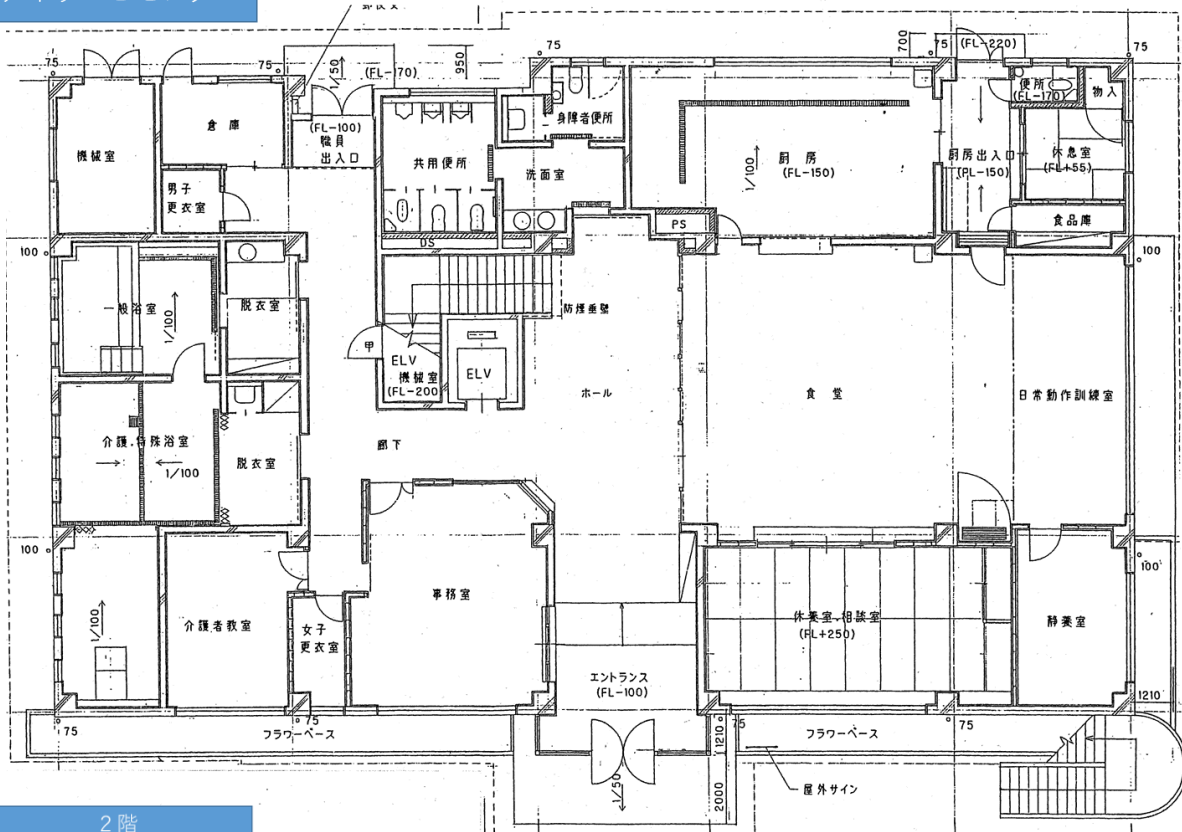 75
75
1/50
(FL-170)
950
75
700
75
(FL-220)
75
倉庫
(FL-100)
職員
出入口
身障者便所
便所
(FL-170)
物入
機械室
共用便所
洗面室
1/100
厨房
(FL-150)
厨房出入口
(FL-150)
休息室
(FL+55)
男子
更衣室
PS
食品庫
DS
100
100
一般浴室
1/100
脱衣室
防煙垂壁
甲
ELV
機械室
(FL-200)
ELV
ホール
食堂
日常動作訓練室
介護・特殊浴室
1/100
脱衣室
廊下
100
100
1/100
介護者教室
女子
更衣室
事務室
休養室・相談室
(FL+250)
静養室
エントランス
(FL-100)
1210
75
75
フラワーベース
75
フラワーベース
75
1210
1/50
2000
屋外サイン
2階